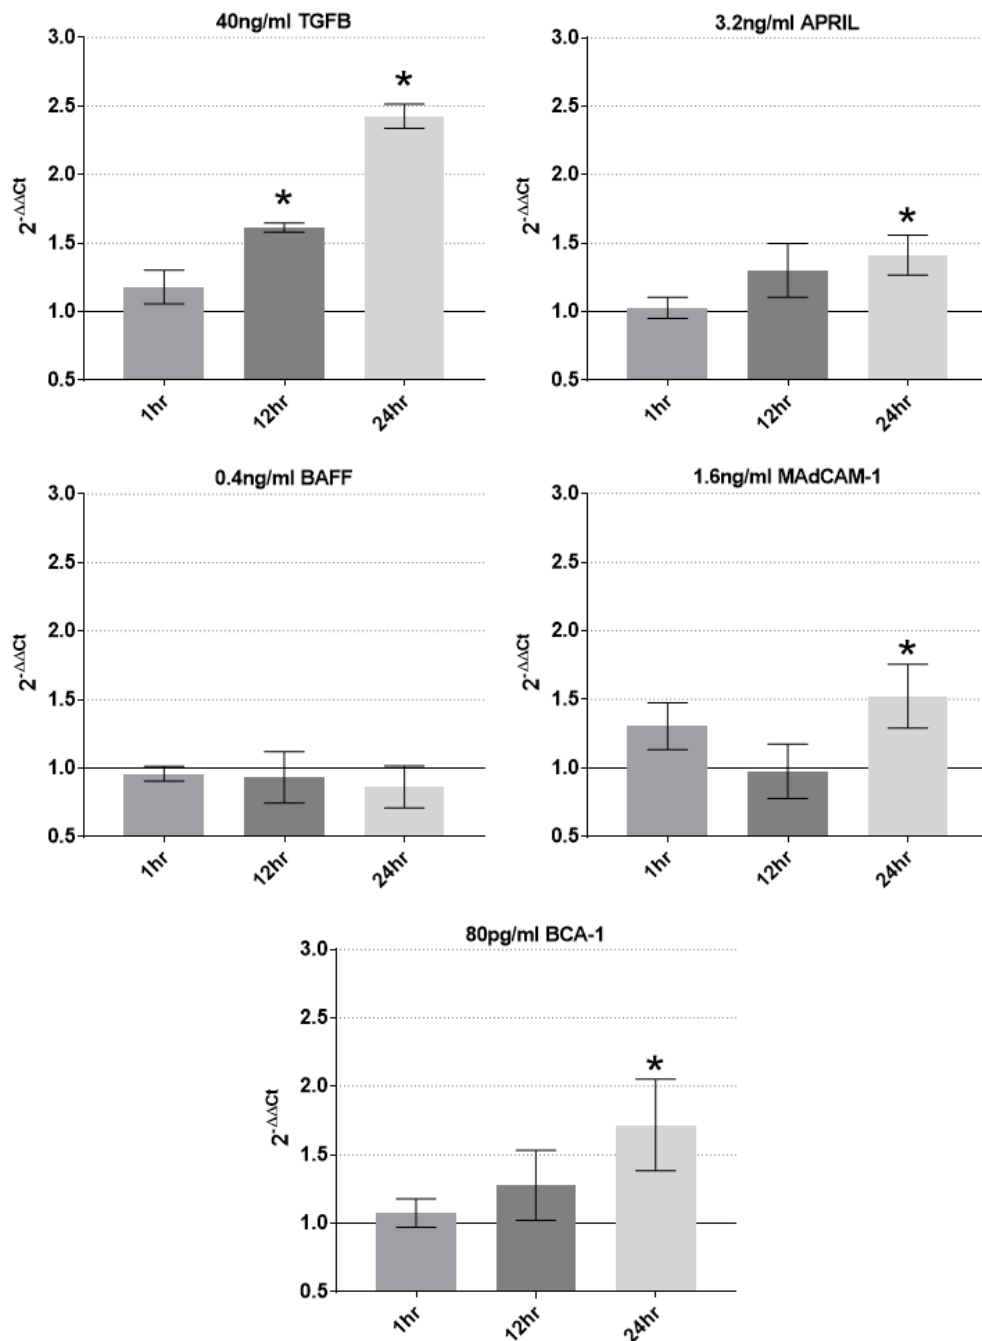 40ng/ml TGFB
3.0
2.5
2.0
1.5
1.0
0.5
2^-ΔΔCt
*
*
1hr
12hr
24hr
3.2ng/ml APRIL
3.0
2.5
2.0
1.5
1.0
0.5
2^-ΔΔCt
*
1hr
12hr
24hr
0.4ng/ml BAFF
3.0
2.5
2.0
1.5
1.0
0.5
2^-ΔΔCt
1hr
12hr
24hr
1.6ng/ml MAdCAM-1
3.0
2.5
2.0
1.5
1.0
0.5
2^-ΔΔCt
*
1hr
12hr
24hr
80pg/ml BCA-1
3.0
2.5
2.0
1.5
1.0
0.5
2^-ΔΔCt
*
1hr
12hr
24hr